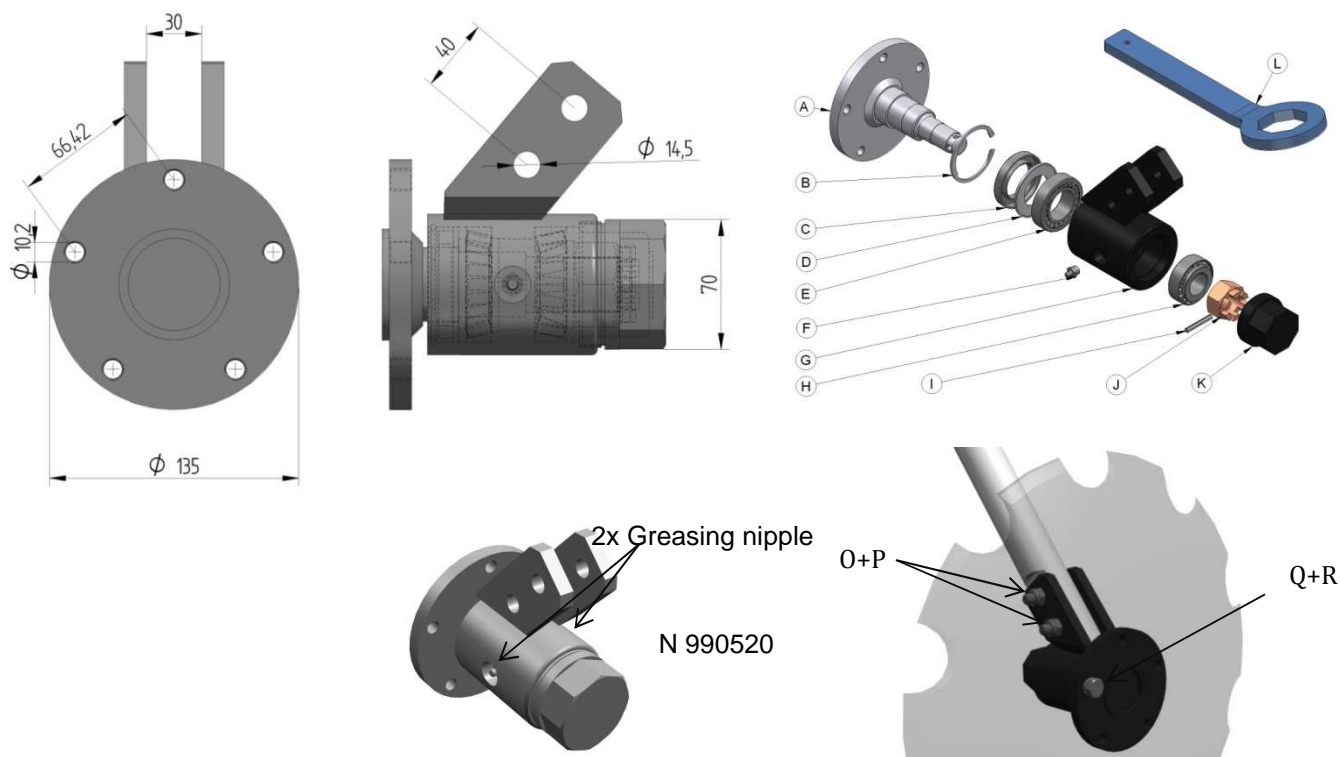 30
66,42
Φ 10,2
Φ 135
40
Φ 14,5
70
A
B
C
D
E
F
G
H
I
J
K
L
2x Greasing nipple
N 990520
O+P
Q+R